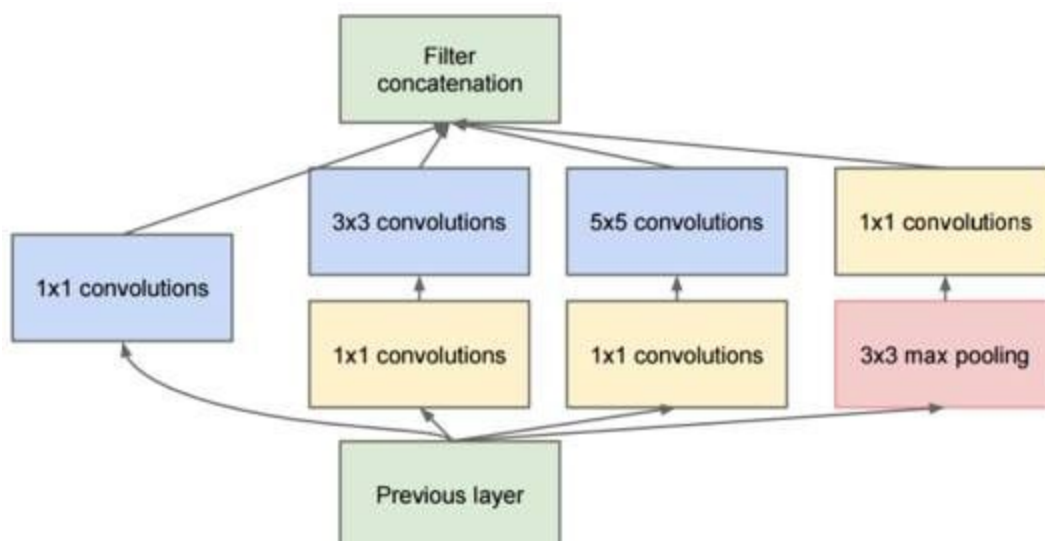 Filter
concatenation
3x3 convolutions
5x5 convolutions
1x1 convolutions
1x1 convolutions
1x1 convolutions
1x1 convolutions
3x3 max pooling
Previous layer